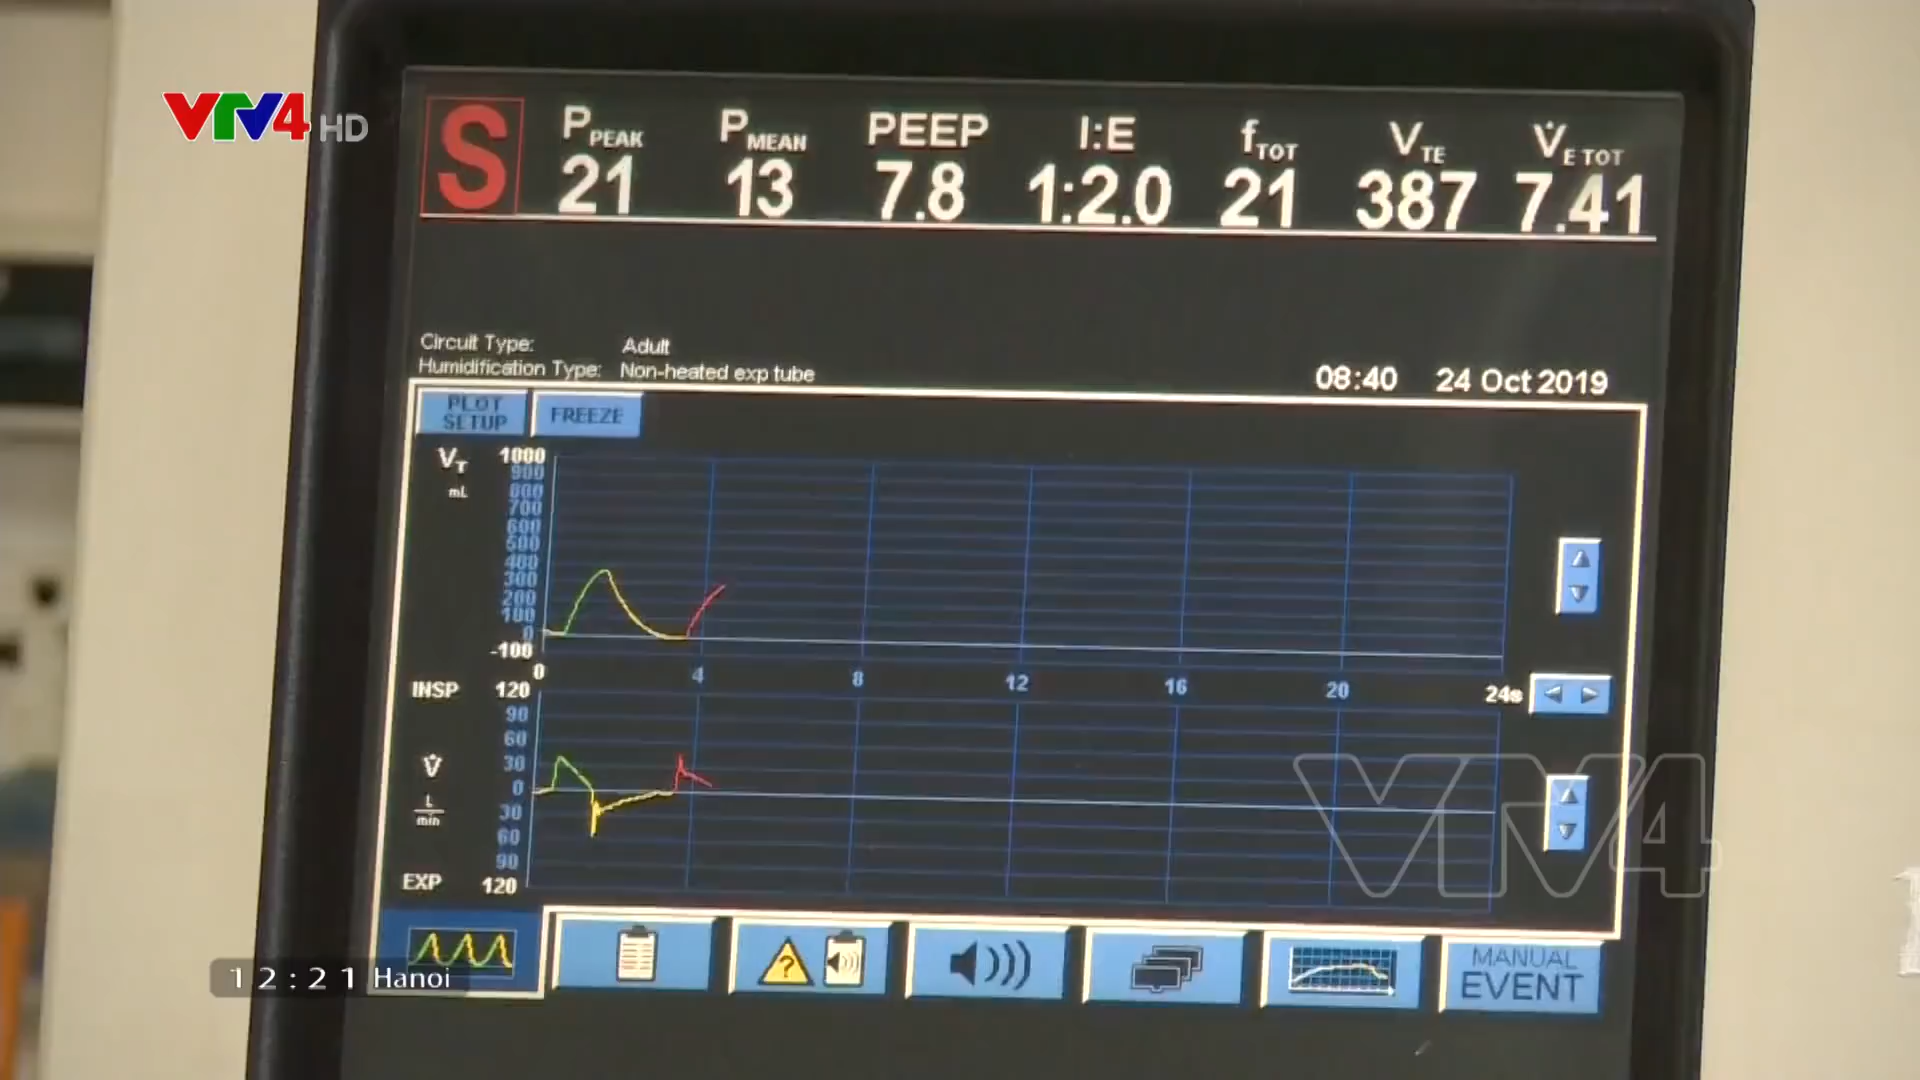 VTV4 HD
S
PPEAK PMEAN PEEP I:E fTOT VTE V̇E TOT
21 13 7.8 1:2.0 21 387 7.41
Circuit Type: Adult
Humidification Type: Non-heated exp tube
08:40 24 Oct 2019
PLOT SETUP
FREEZE
VT
mL
1000
900
800
700
600
500
400
300
200
100
0
-100
0 4 8 12 16 20 24s
INSP
120
90
60
30
0
30
60
90
120
V̇
L
min
EXP
VTV4
?
MANUAL
EVENT
12:21 Hanoi